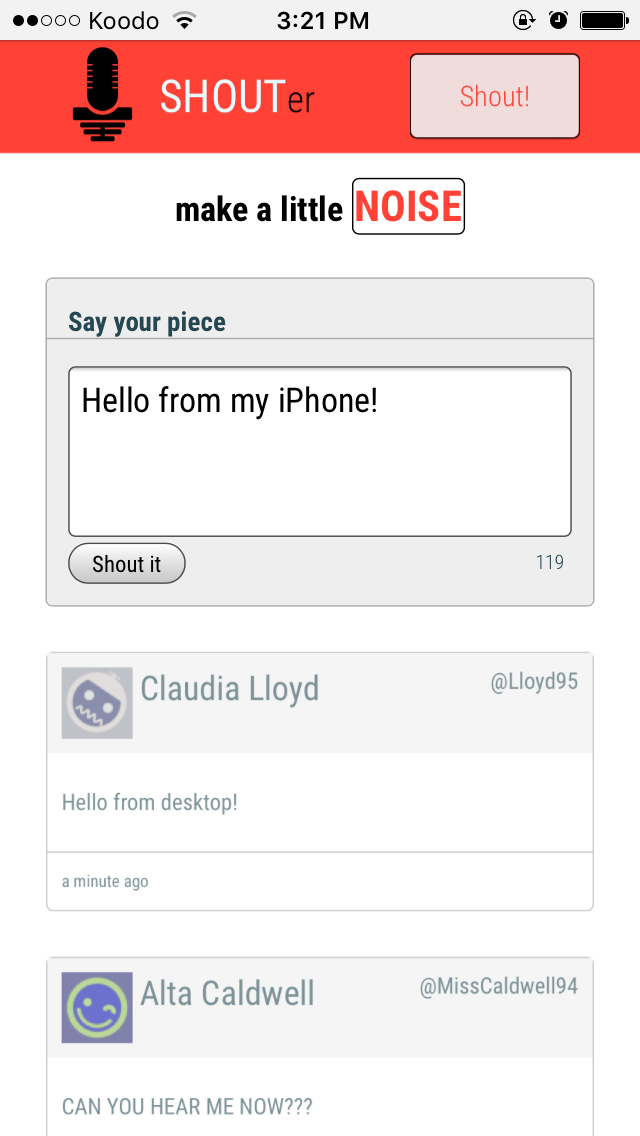 Koodo 3:21 PM
SHOUTer
Shout!
make a little NOISE
Say your piece
Hello from my iPhone!
Shout it
119
Claudia Lloyd
@Lloyd95
Hello from desktop!
a minute ago
Alta Caldwell
@MissCaldwell94
CAN YOU HEAR ME NOW???